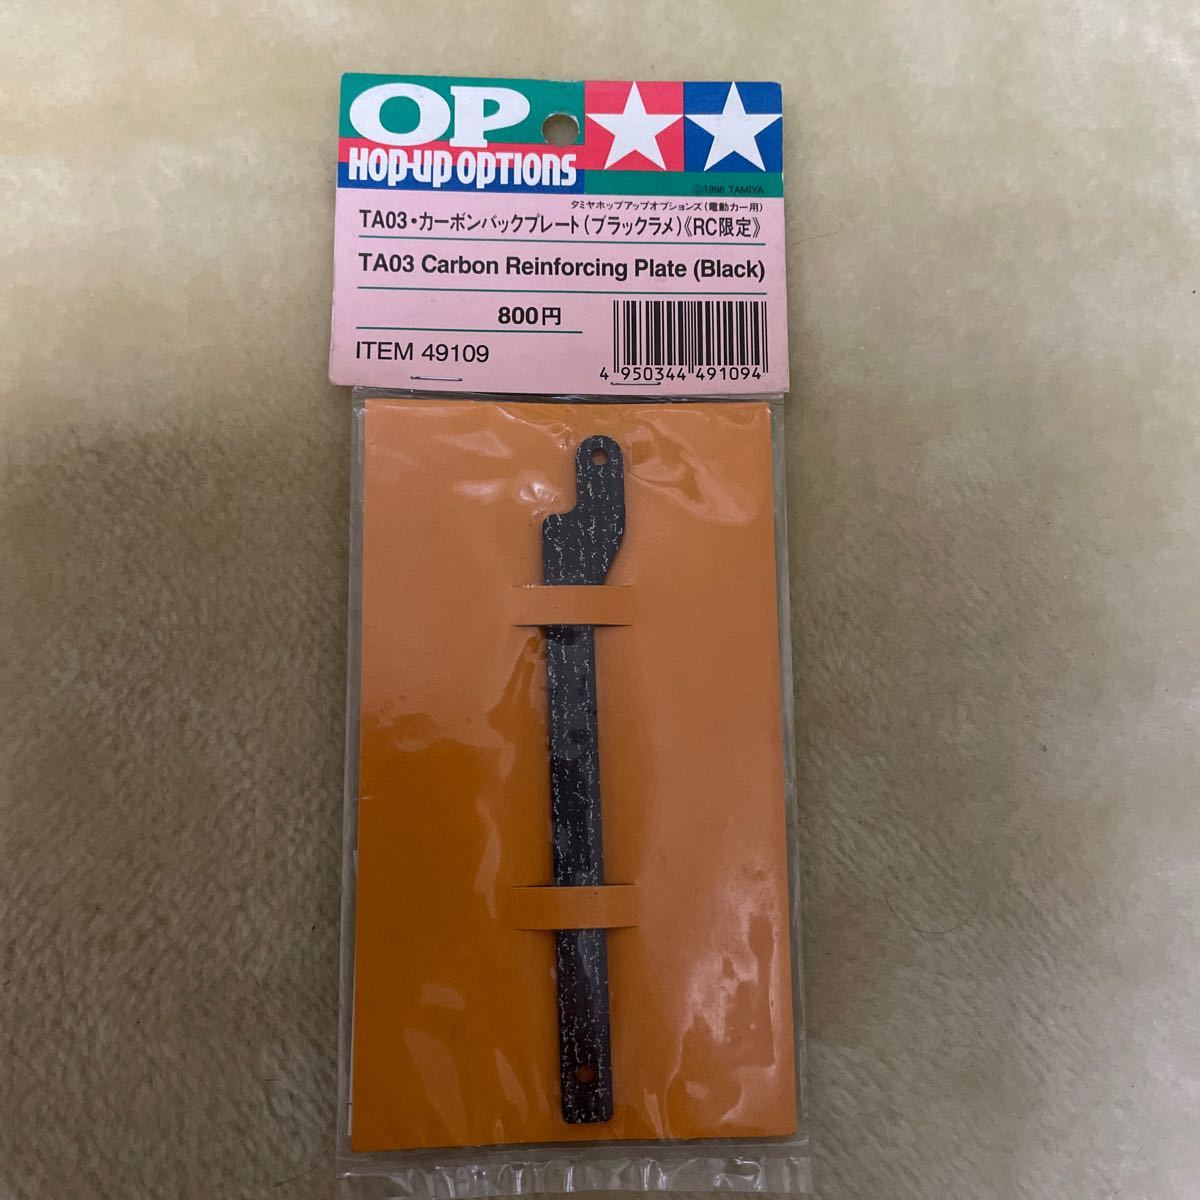 OP
HOP-UP OPTIONS
©1998 TAMIYA
タミヤホップアップオプションズ(電動カー用)
TA03・カーボンバックプレート(ブラックラメ)《RC限定》
TA03 Carbon Reinforcing Plate (Black)
800円
ITEM 49109
4 950344 491094